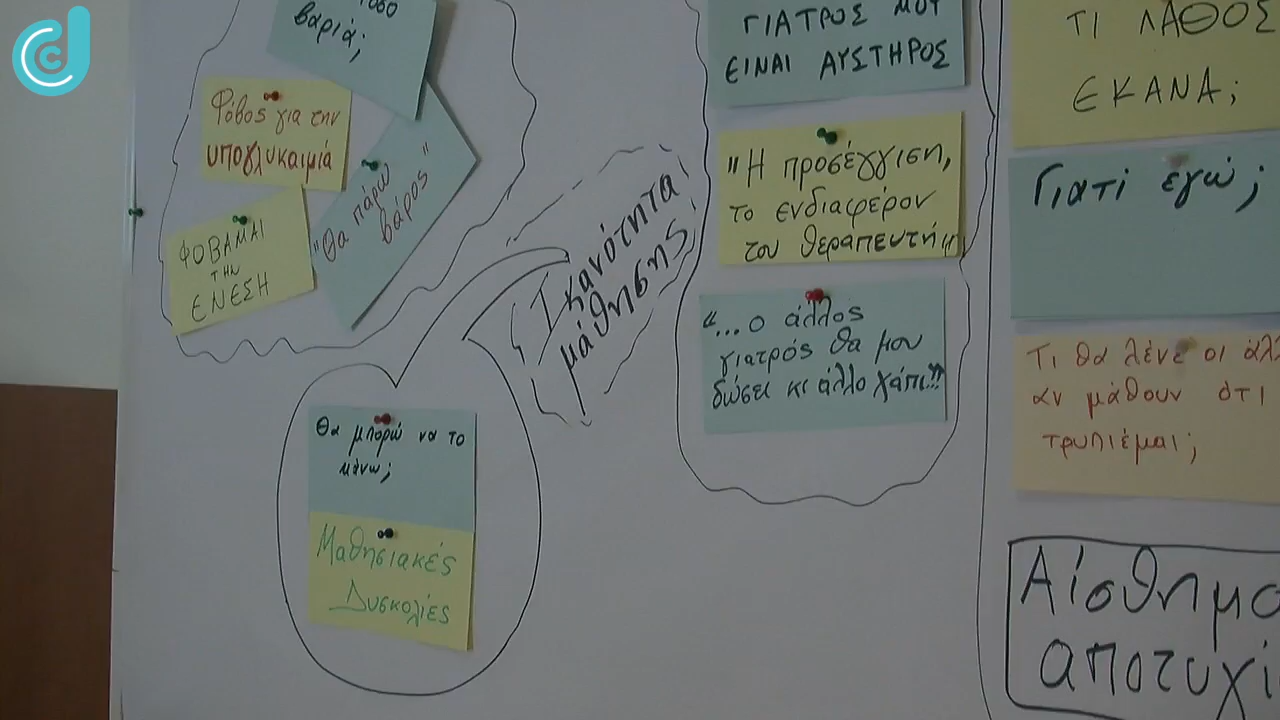 βαριά;
Φόβος για την
υπογλυκαιμία
"Θα πάρω
βάρος"
ΦΟΒΑΜΑΙ
ΤΗΝ
ΕΝΕΣΗ
Ικανότητα
μάθησης
Θα μπορώ να το
κάνω;
Μαθησιακές
Δυσκολίες
ΓΙΑΤΡΟΣ ΜΟΥ
ΕΙΝΑΙ ΑΥΣΤΗΡΟΣ
"Η προσέγγιση,
το ενδιαφέρον
του θεραπευτή"
"...ο άλλος
γιατρός θα μου
δώσει κι άλλο χάπι"
ΤΙ ΛΑΘΟΣ
ΕΚΑΝΑ;
Γιατί εγώ;
Τι θα λένε οι άλ
αν μάθουν ότι
τρυπιέμαι;
Αίσθημα
αποτυχί